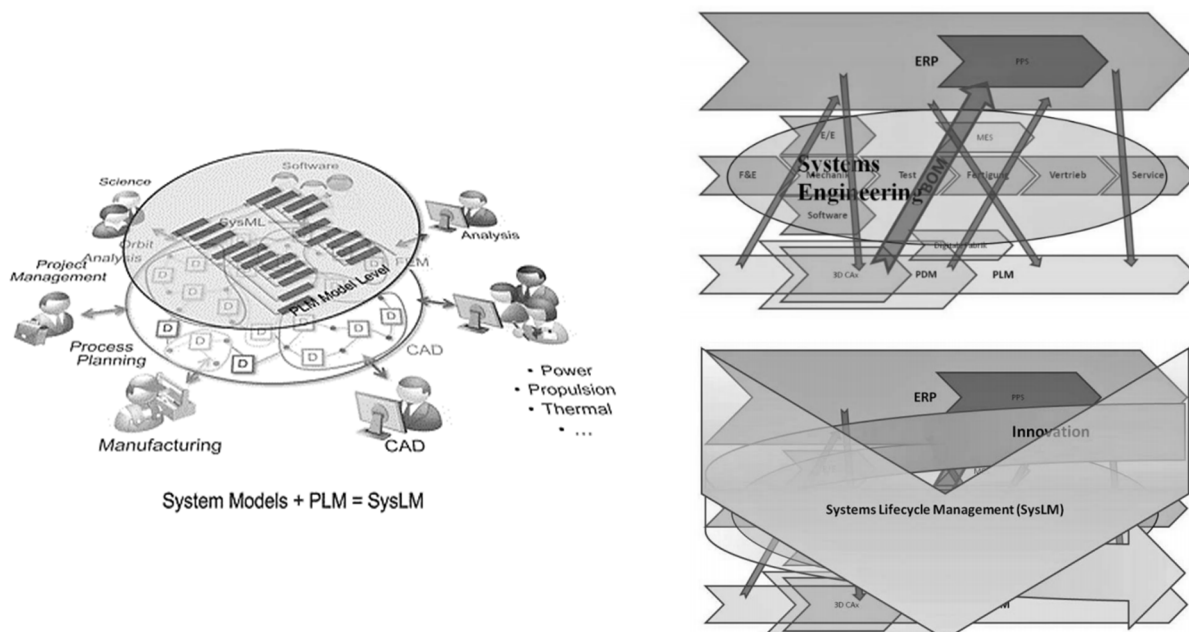 Software
Science
SysML
Analysis
Orbit
Analysis
FEM
Project
Management
PLM Model Level
D
D
D
D
D
D
D
Process
Planning
CAD
Manufacturing
CAD
• Power
• Propulsion
• Thermal
• ...
System Models + PLM = SysLM
ERP
PPS
E/E
MES
Systems
Engineering
F&E
Mechanik
Test
BOM
Fertigung
Vertrieb
Service
Software
3D CAx
PDM
PLM
ERP
PPS
Innovation
Systems Lifecycle Management (SysLM)
3D CAx